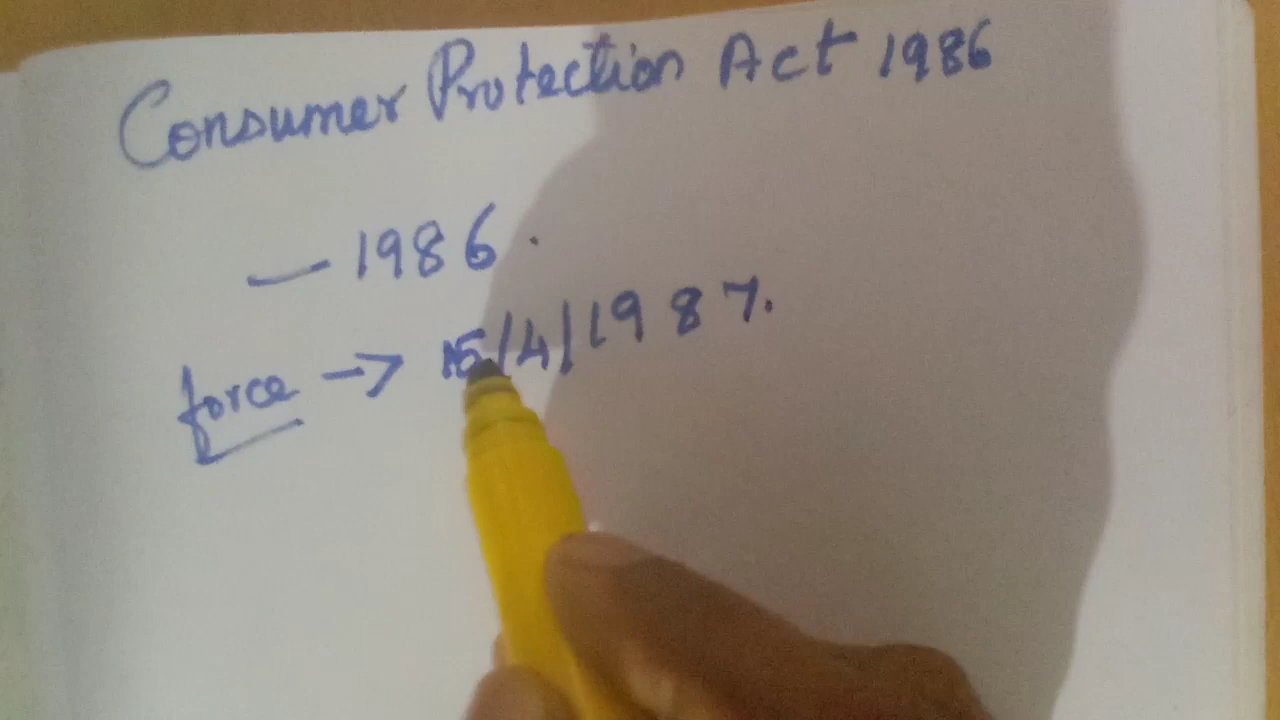 Consumer Protection Act 1986
— 1986.
force → 15/4/1987.